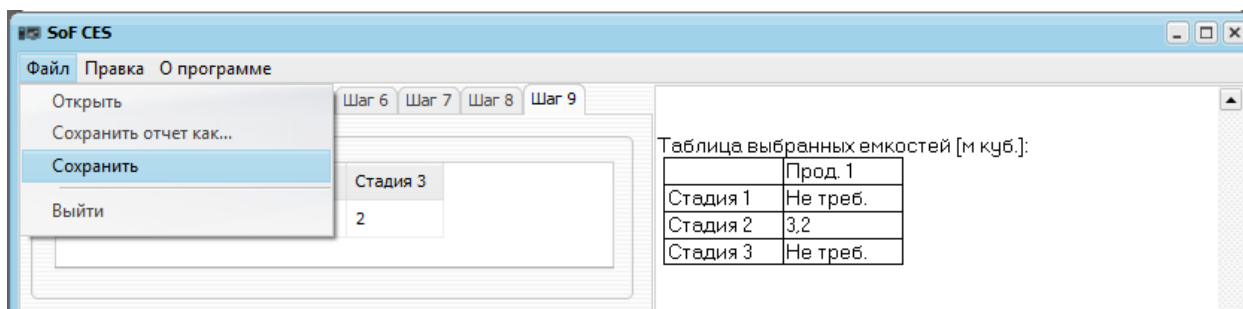 SoF CES
Файл Правка О программе
Открыть
Сохранить отчет как...
Сохранить
Выйти
Шаг 6 Шаг 7 Шаг 8 Шаг 9
Стадия 3
2
Таблица выбранных емкостей [м куб.]:
Прод. 1
Стадия 1 Не треб.
Стадия 2 3,2
Стадия 3 Не треб.